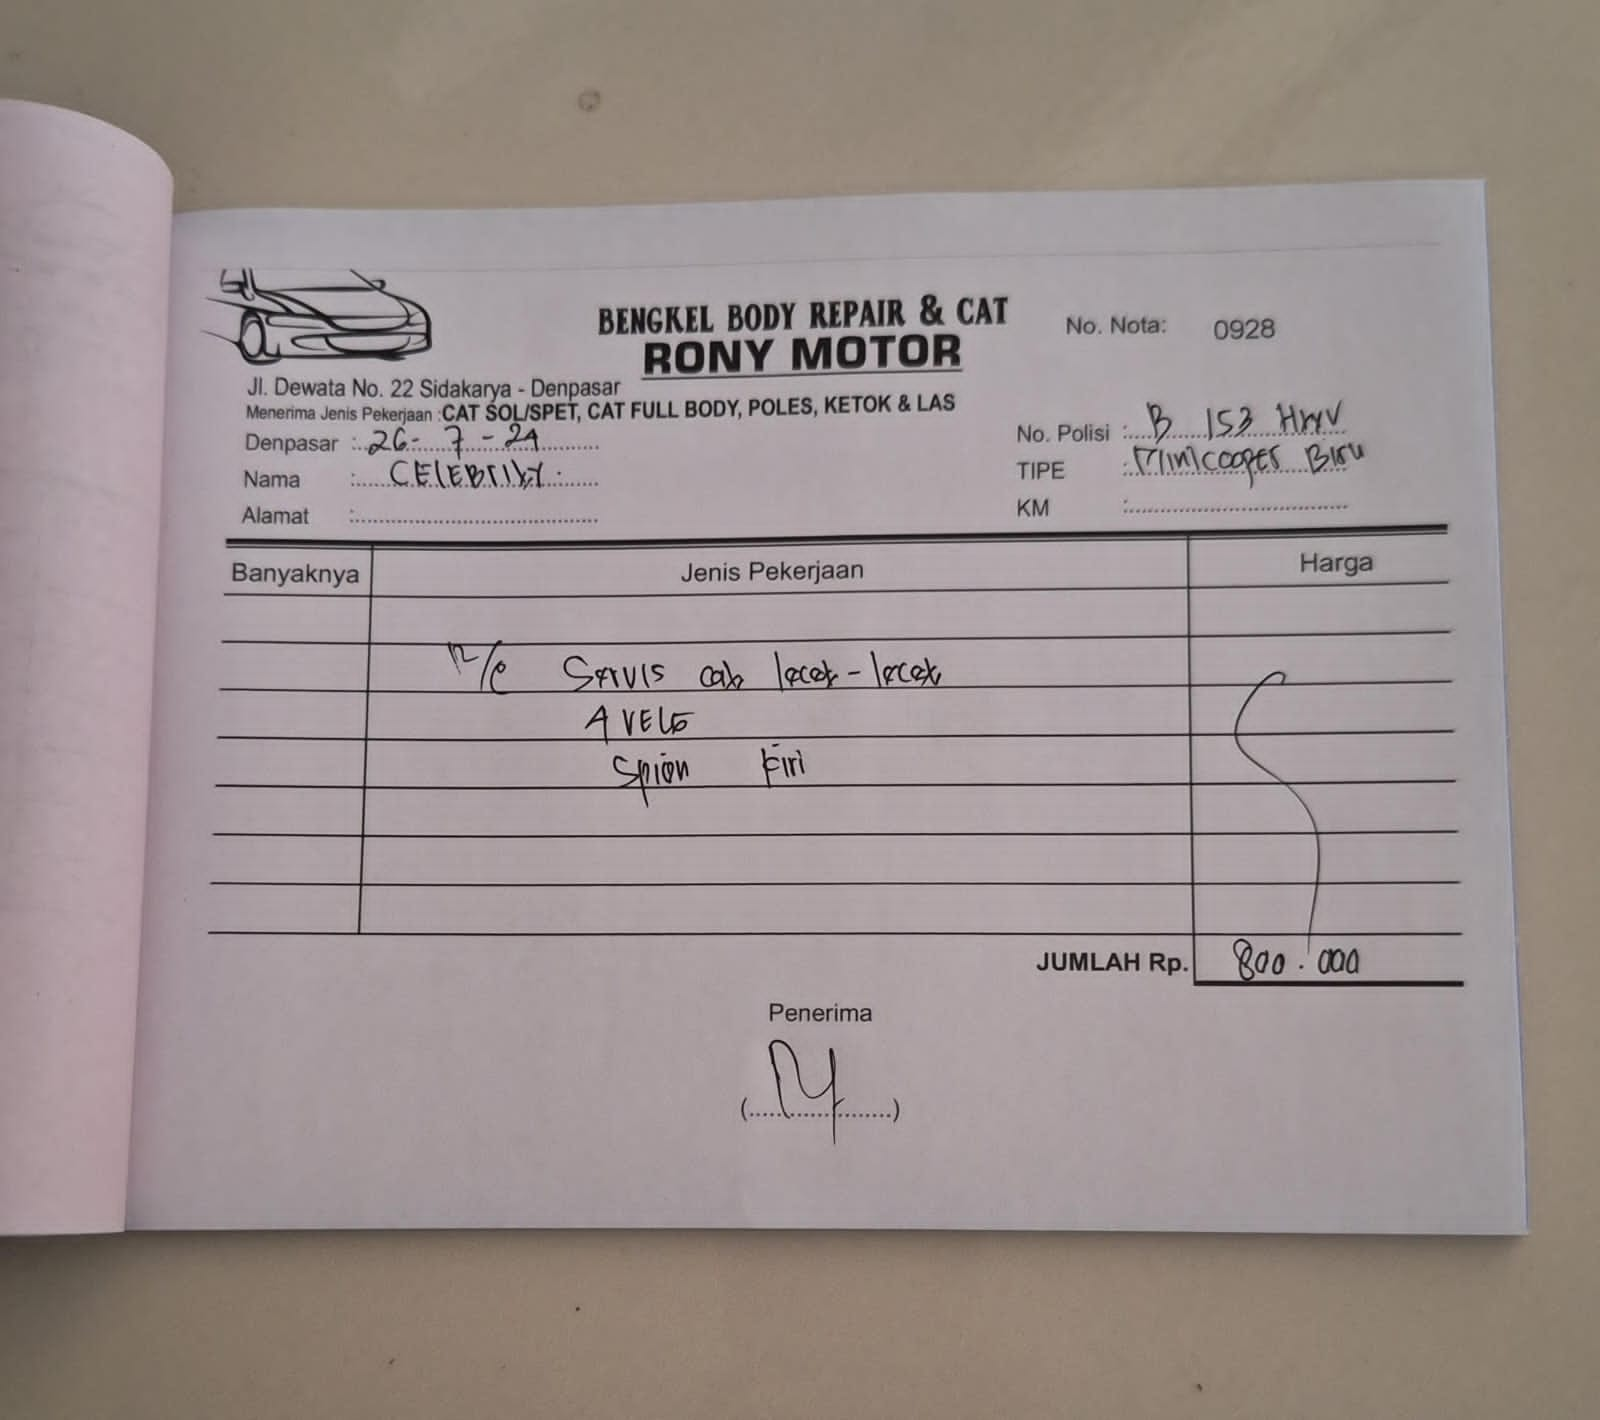 BENGKEL BODY REPAIR & CAT
RONY MOTOR
No. Nota: 0928
Jl. Dewata No. 22 Sidakarya - Denpasar
Menerima Jenis Pekerjaan : CAT SOL/SPET, CAT FULL BODY, POLES, KETOK & LAS
Denpasar : 26 - 7 - 24
Nama : CELEBRITY
Alamat :
No. Polisi : B 153
TIPE : Minicooper Biru
KM :
Banyaknya Jenis Pekerjaan Harga
Servis cat lecet - lecet
4 VELG
Spion kiri
JUMLAH Rp. 800.000
Penerima
(....................)